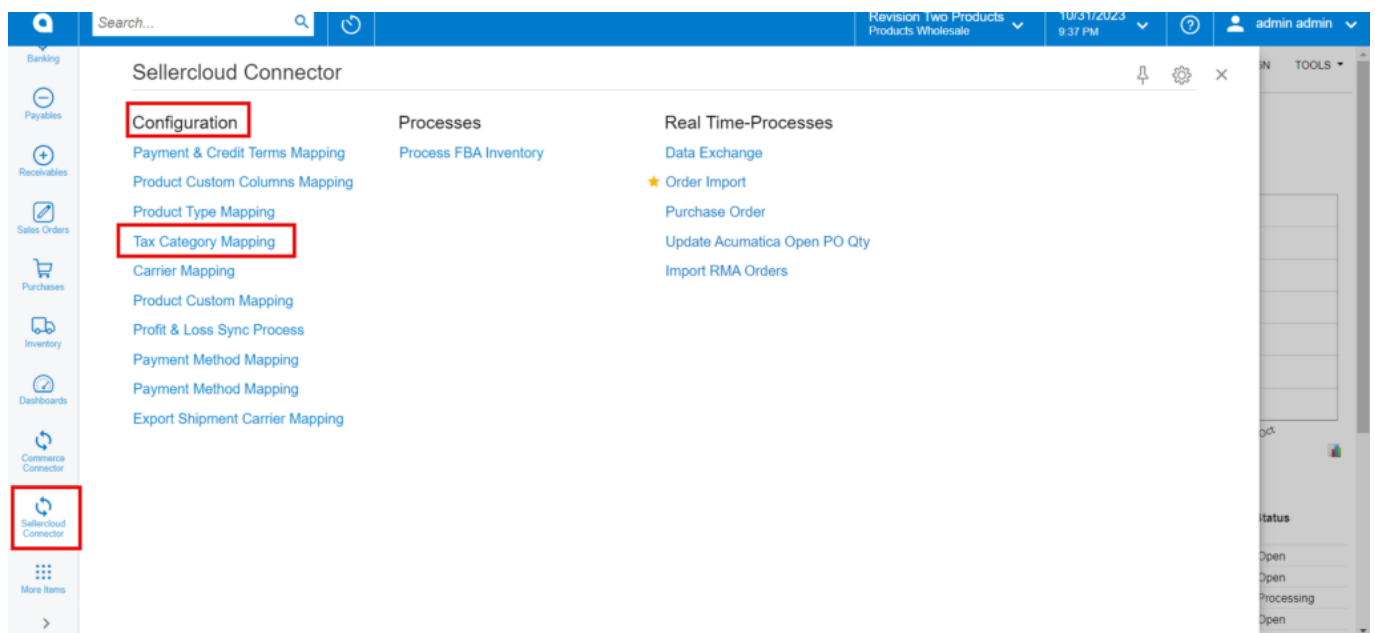 Search...
Revision Two Products
Products Wholesale
10/31/2023
9:37 PM
admin admin
Banking
Payables
Receivables
Sales Orders
Purchases
Inventory
Dashboards
Commerce
Connector
Sellercloud
Connector
More Items
Sellercloud Connector
TOOLS
Configuration
Payment & Credit Terms Mapping
Product Custom Columns Mapping
Product Type Mapping
Tax Category Mapping
Carrier Mapping
Product Custom Mapping
Profit & Loss Sync Process
Payment Method Mapping
Payment Method Mapping
Export Shipment Carrier Mapping
Processes
Process FBA Inventory
Real Time-Processes
Data Exchange
Order Import
Purchase Order
Update Acumatica Open PO Qty
Import RMA Orders
Oct
Status
Open
Open
Processing
Open